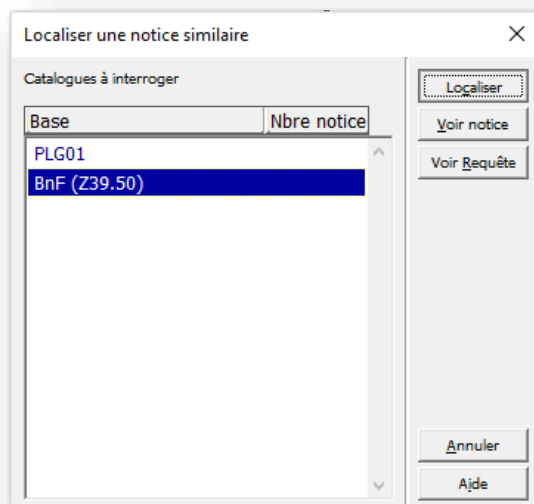 Localiser une notice similaire
Catalogues à interroger
Base Nbre notice
PLG01
BnF (Z39.50)
Localiser
Voir notice
Voir Requête
Annuler
Aide